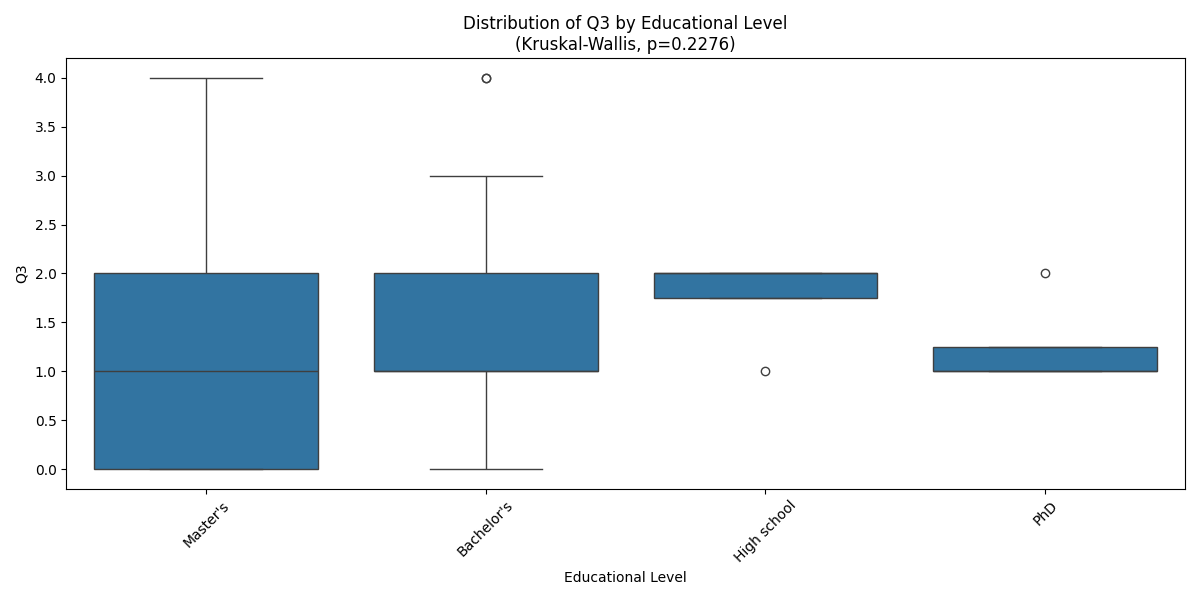 Distribution of Q3 by Educational Level
(Kruskal-Wallis, p=0.2276)
4.0
3.5
3.0
2.5
2.0
1.5
1.0
0.5
0.0
Q3
Master's
Bachelor's
High school
PhD
Educational Level